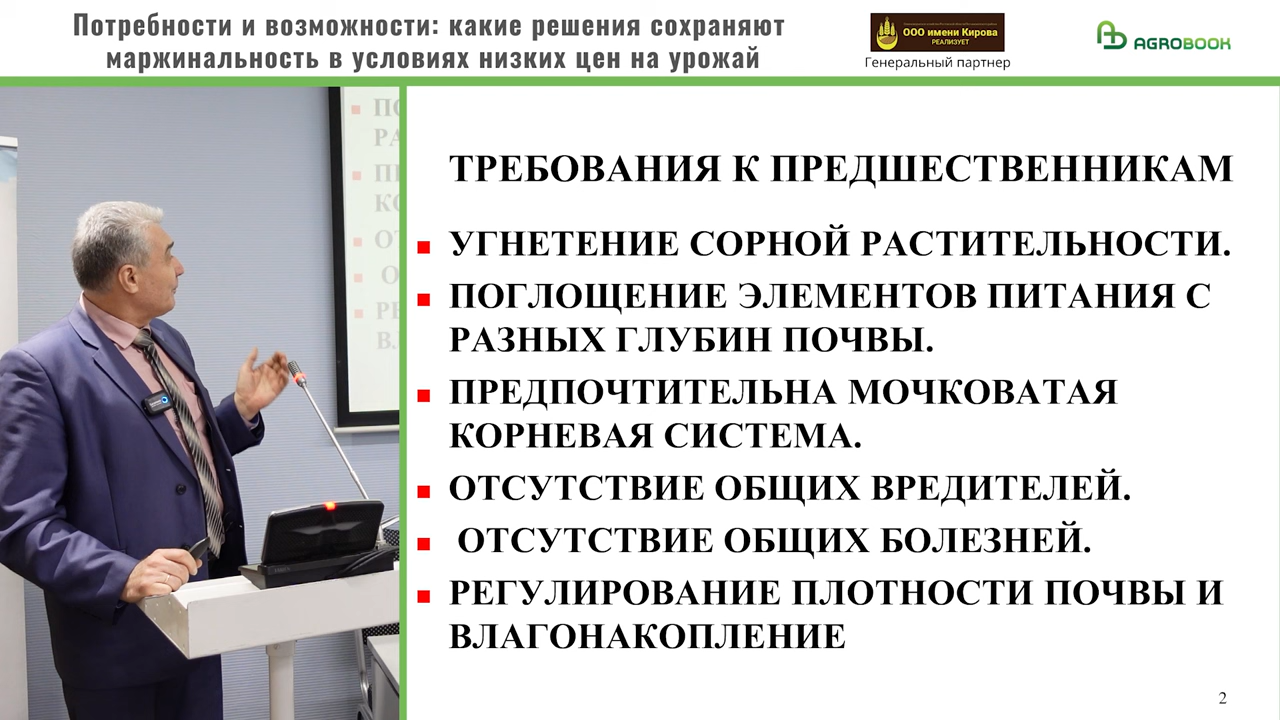 Потребности и возможности: какие решения сохраняют
маржинальность в условиях низких цен на урожай
ООО имени Кирова
РЕАЛИЗУЕТ
Генеральный партнер
AGROBOOK
ТРЕБОВАНИЯ К ПРЕДШЕСТВЕННИКАМ
УГНЕТЕНИЕ СОРНОЙ РАСТИТЕЛЬНОСТИ.
ПОГЛОЩЕНИЕ ЭЛЕМЕНТОВ ПИТАНИЯ С
РАЗНЫХ ГЛУБИН ПОЧВЫ.
ПРЕДПОЧТИТЕЛЬНА МОЧКОВАТАЯ
КОРНЕВАЯ СИСТЕМА.
ОТСУТСТВИЕ ОБЩИХ ВРЕДИТЕЛЕЙ.
ОТСУТСТВИЕ ОБЩИХ БОЛЕЗНЕЙ.
РЕГУЛИРОВАНИЕ ПЛОТНОСТИ ПОЧВЫ И
ВЛАГОНАКОПЛЕНИЕ
2